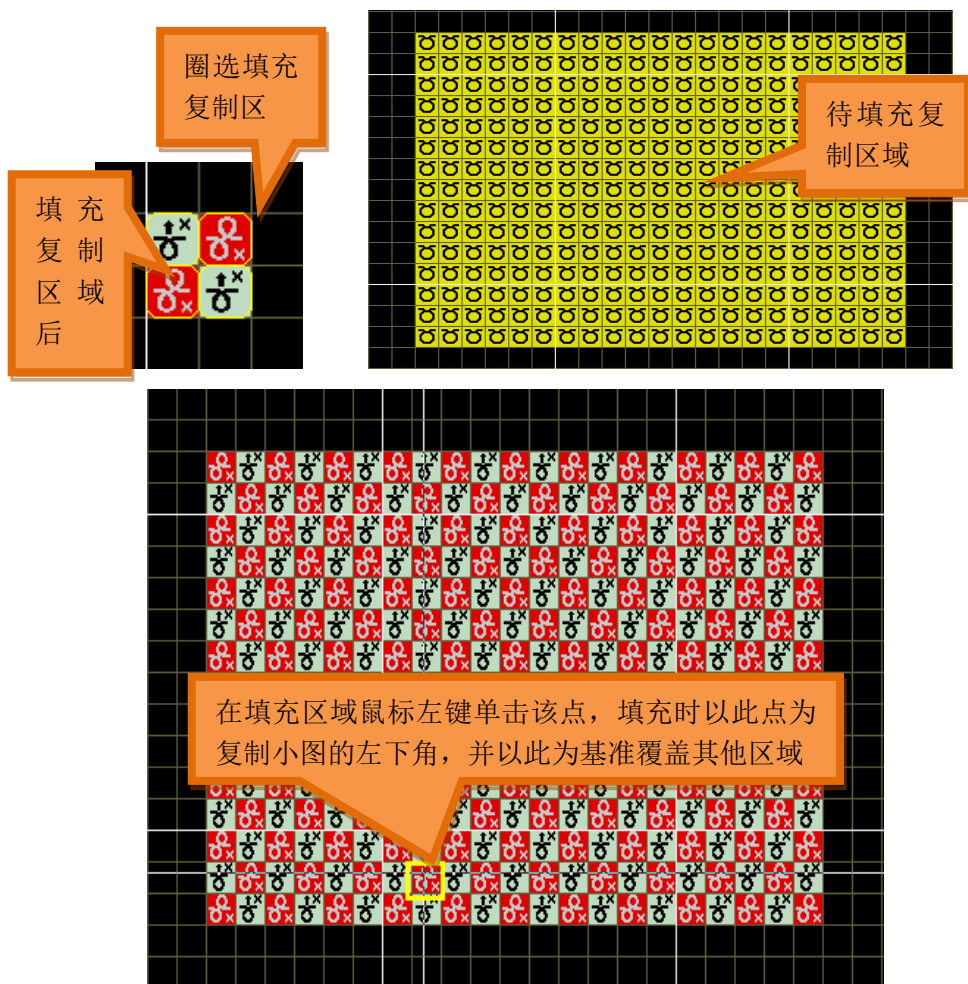 圈选填充
复制区
待填充复
制区域
填充
复制
区域
后
在填充区域鼠标左键单击该点，填充时以此点为
复制小图的左下角，并以此为基准覆盖其他区域